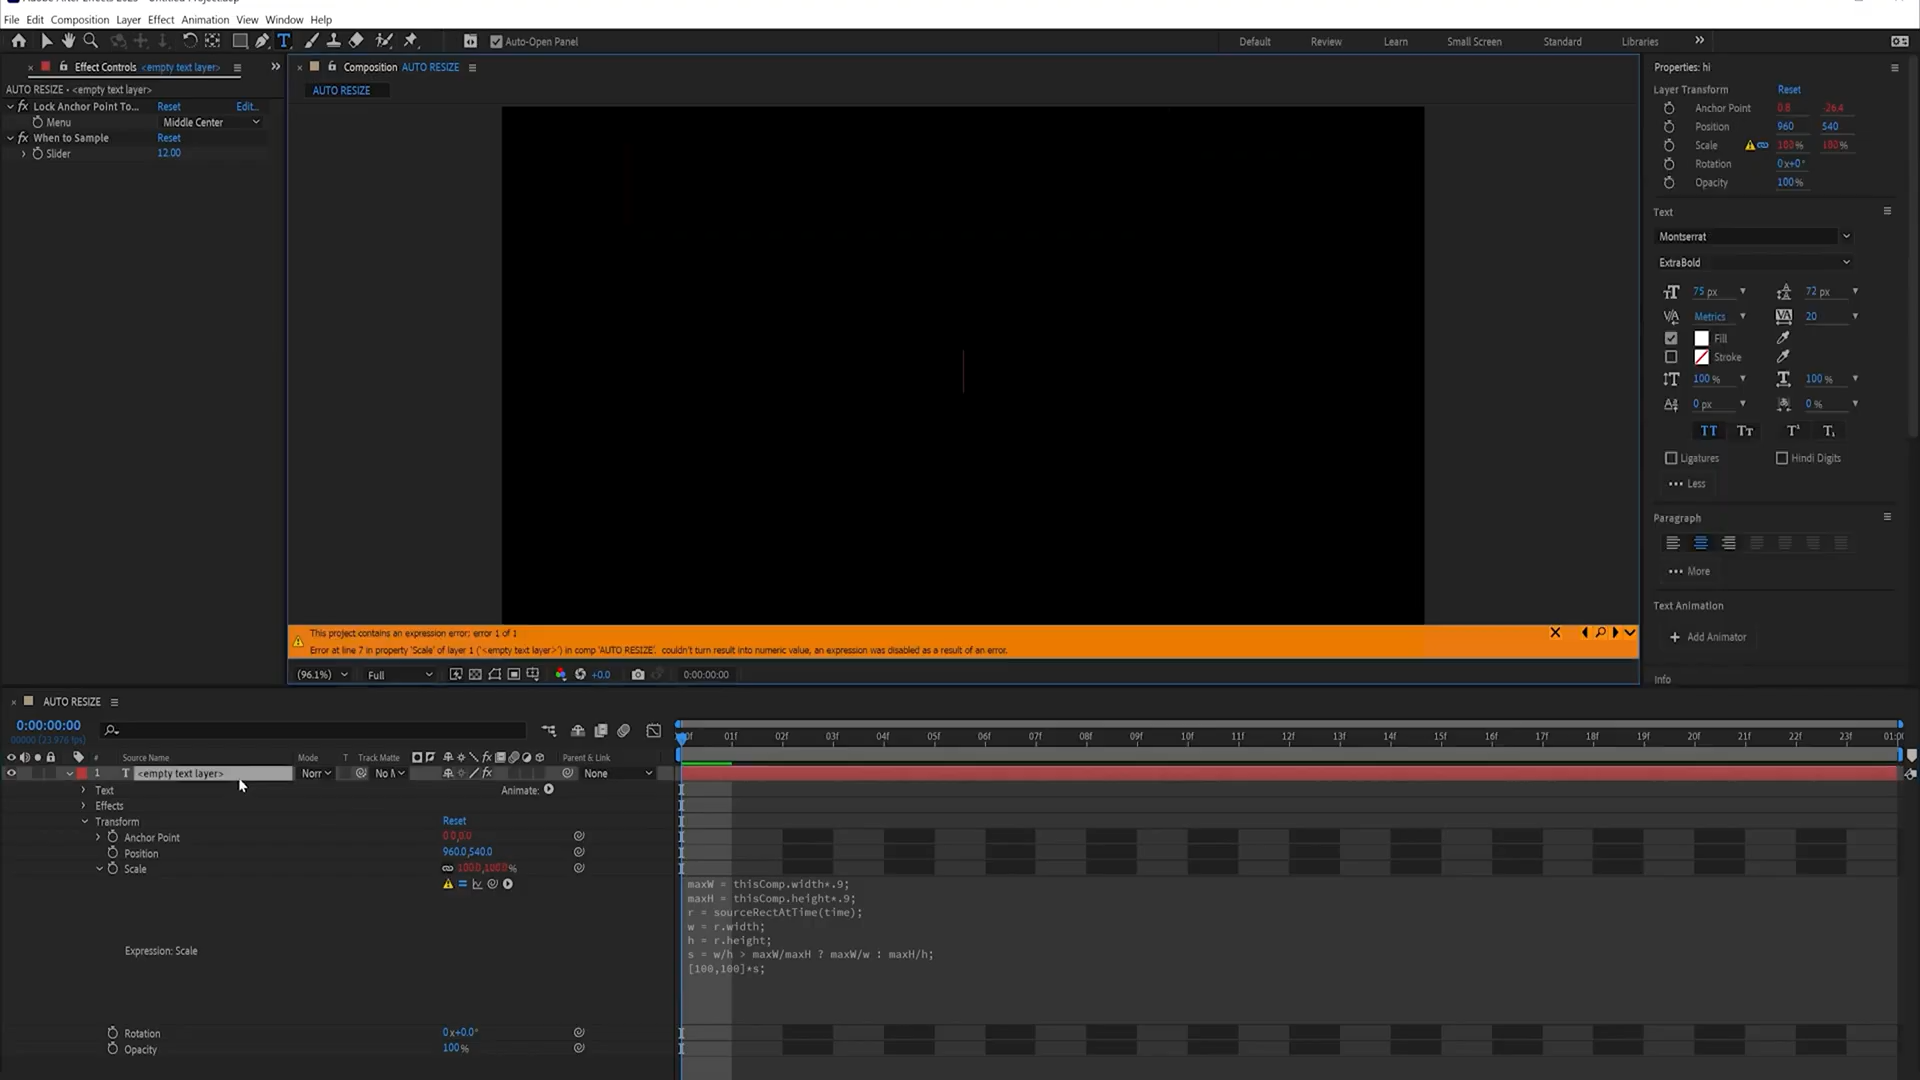 File Edit Composition Layer Effect Animation View Window Help
Auto-Open Panel
Default Review Learn Small Screen Standard Libraries
Effect Controls <empty text layer>
AUTO RESIZE • <empty text layer>
fx Lock Anchor Point To... Reset Edit..
Menu Middle Center
fx When to Sample Reset
Slider 12.00
Composition AUTO RESIZE
AUTO RESIZE
Properties: hi
Layer Transform Reset
Anchor Point 0.8 -26.4
Position 960 540
Scale 100% 100%
Rotation 0x+0°
Opacity 100%
Text
Montserrat
ExtraBold
75 px 72 px
Metrics 20
Fill
Stroke
100 % 100 %
0 px 0 %
Ligatures Hindi Digits
Less
Paragraph
More
Text Animation
Add Animator
Info
This project contains an expression error: error 1 of 1
Error at line 7 in property 'Scale' of layer 1 ('<empty text layer>') in comp 'AUTO RESIZE'. couldn't turn result into numeric value, an expression was disabled as a result of an error.
(96.1%) Full +0.0 0:00:00:00
AUTO RESIZE
0:00:00:00
00000 (23.976 fps)
01f 02f 03f 04f 05f 06f 07f 08f 09f 10f 11f 12f 13f 14f 15f 16f 17f 18f 19f 20f 21f 22f 23f 01:0
# Source Name Mode T Track Matte Parent & Link
1 T <empty text layer> Norr No M None
Text Animate:
Effects
Transform Reset
Anchor Point 0.0,0.0
Position 960.0,540.0
Scale 100.0,100.0 %
Expression: Scale
maxW = thisComp.width*.9;
maxH = thisComp.height*.9;
r = sourceRectAtTime(time);
w = r.width;
h = r.height;
s = w/h > maxW/maxH ? maxW/w : maxH/h;
[100,100]*s;
Rotation 0x+0.0°
Opacity 100%